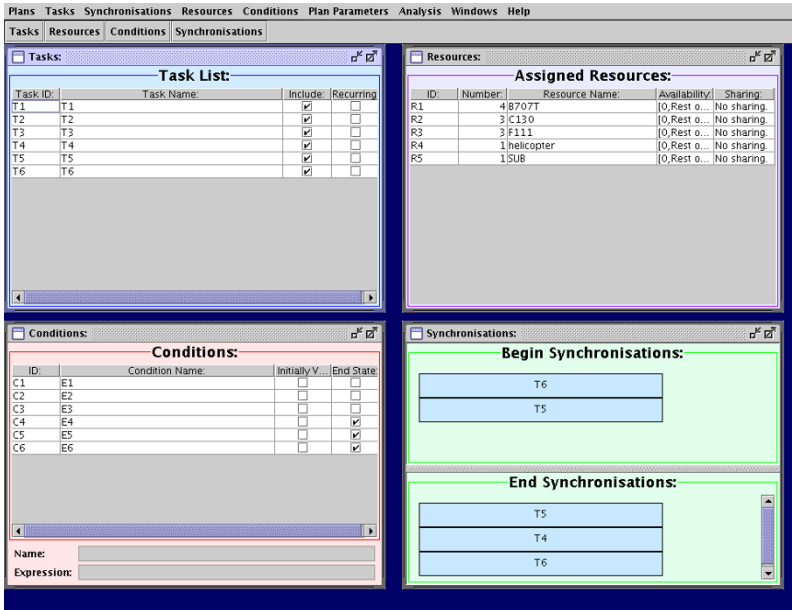 Plans Tasks Synchronisations Resources Conditions Plan Parameters Analysis Windows Help
Tasks Resources Conditions Synchronisations
Tasks:
Task List:
Task ID: Task Name: Include: Recurring
T1 T1
T2 T2
T3 T3
T4 T4
T5 T5
T6 T6
Resources:
Assigned Resources:
ID: Number: Resource Name: Availability: Sharing:
R1 4 B707T [0,Rest o... No sharing.
R2 3 C130 [0,Rest o... No sharing.
R3 3 F111 [0,Rest o... No sharing.
R4 1 helicopter [0,Rest o... No sharing.
R5 1 SUB [0,Rest o... No sharing.
Conditions:
Conditions:
ID: Condition Name: Initially V... End State:
C1 E1
C2 E2
C3 E3
C4 E4
C5 E5
C6 E6
Name:
Expression:
Synchronisations:
Begin Synchronisations:
T6
T5
End Synchronisations:
T5
T4
T6